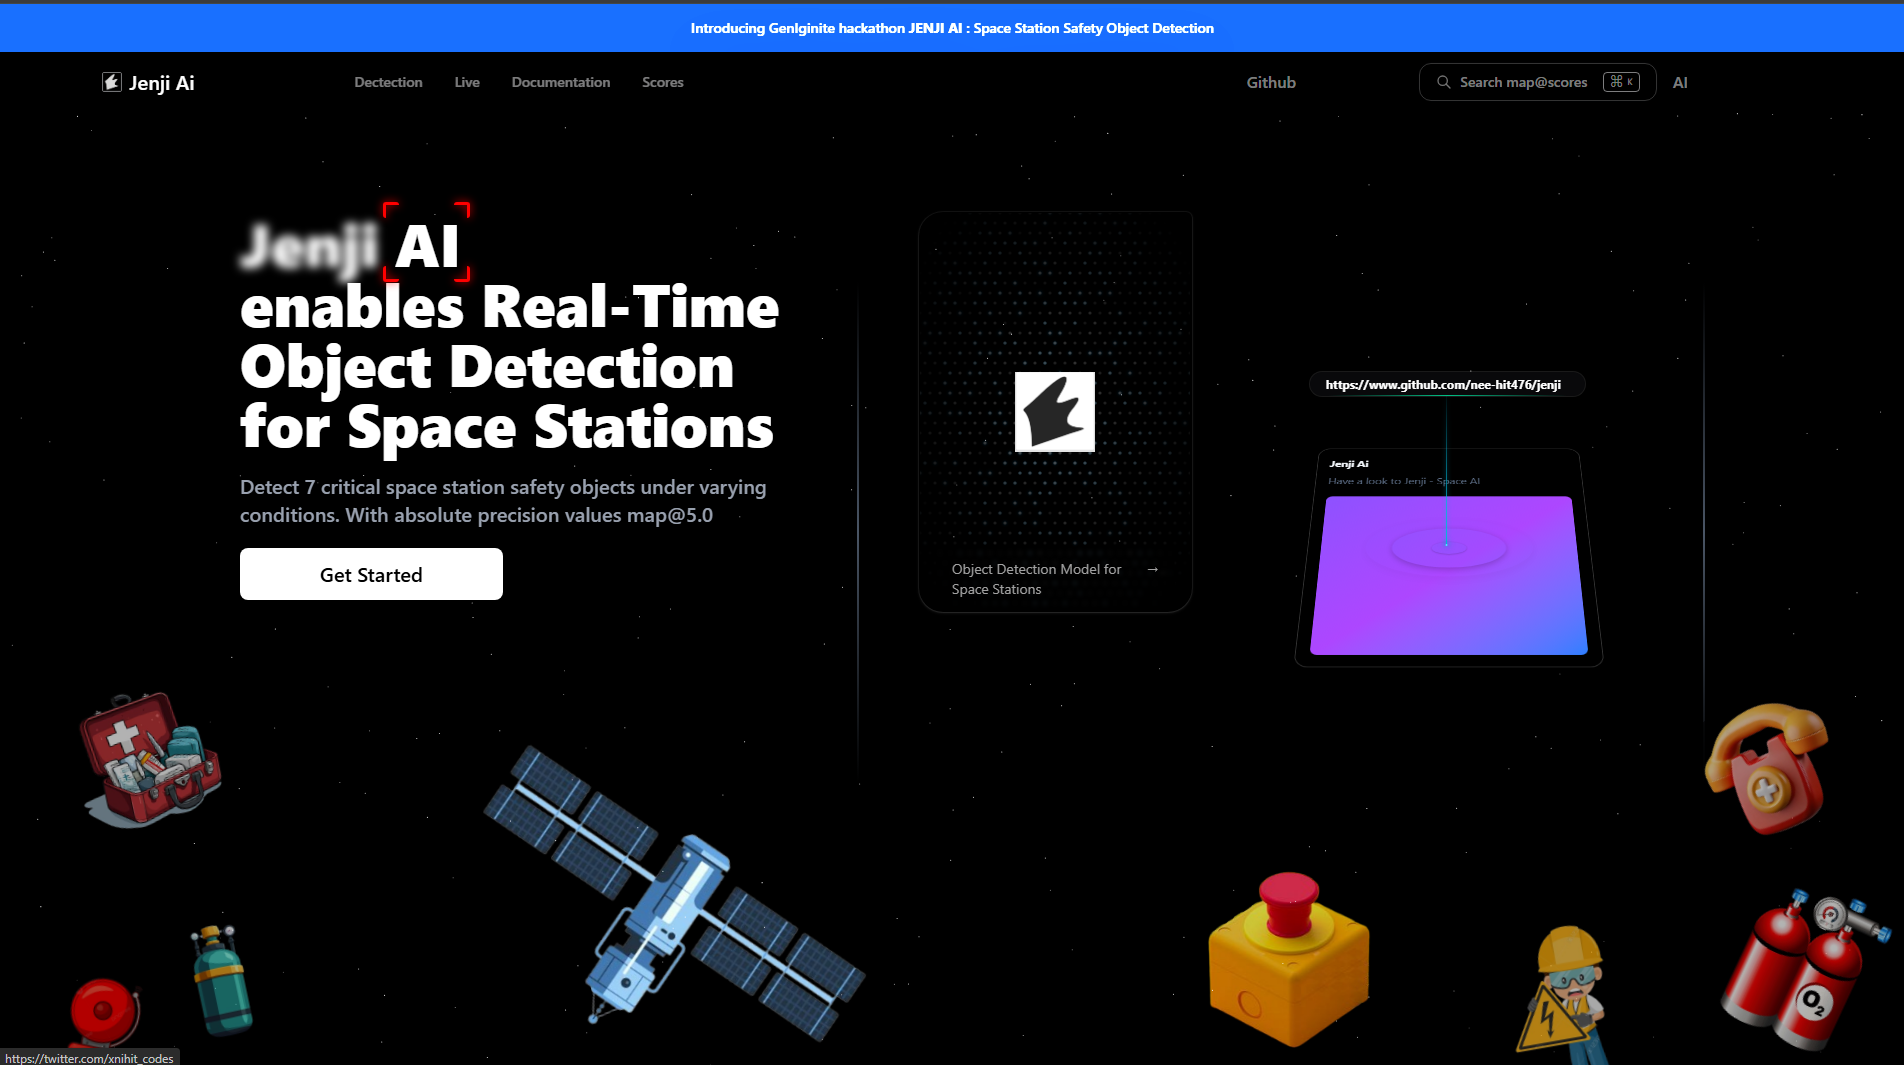 Introducing GenIginite hackathon JENJI AI : Space Station Safety Object Detection
Jenji Ai
Dectection
Live
Documentation
Scores
Github
Search map@scores
⌘ K
AI
Jenji AI
enables Real-Time
Object Detection
for Space Stations
Detect 7 critical space station safety objects under varying
conditions. With absolute precision values map@5.0
Get Started
Object Detection Model for →
Space Stations
https://www.github.com/nee-hit476/jenji
Jenji Ai
Have a look to Jenji - Space AI
O2
https://twitter.com/xnihit_codes